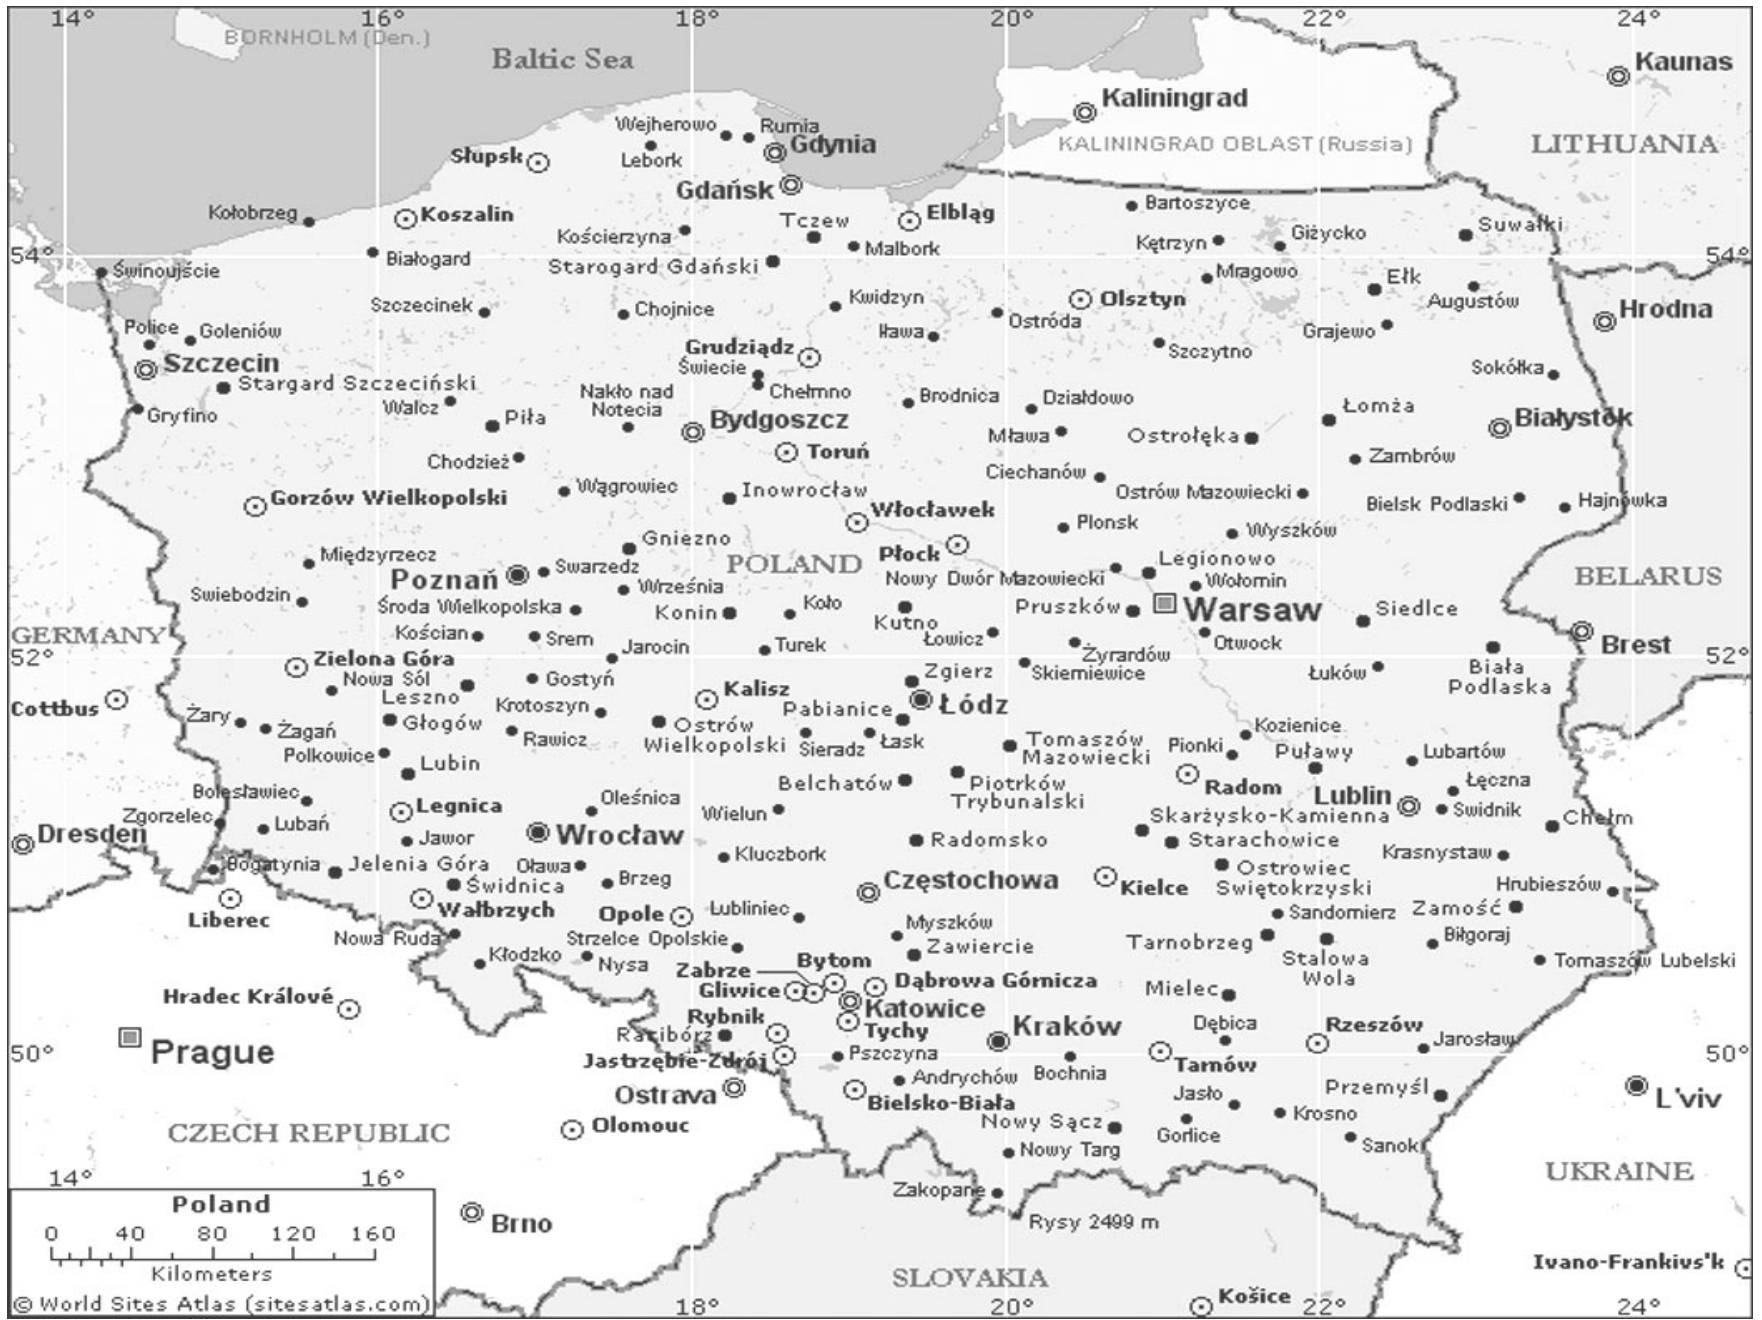 14°
16°
18°
20°
22°
24°
BORNHOLM (Den.)
Baltic Sea
Kaunas
Kaliningrad
KALININGRAD OBLAST (Russia)
LITHUANIA
Wejherowo
Rumia
Gdynia
Słupsk
Lebork
Gdańsk
Kołobrzeg
Koszalin
Tczew
Elbląg
Bartoszyce
Suwałki
Kościerzyna
Malbork
Kętrzyn
Giżycko
54°
Białogard
Starogard Gdański
54°
Świnoujście
Mrągowo
Ełk
Szczecinek
Chojnice
Kwidzyn
Olsztyn
Augustów
Hrodna
Police
Goleniów
Iława
Ostróda
Grajewo
Szczecin
Grudziądz
Szczytno
Świecie
Sokółka
Stargard Szczeciński
Chełmno
Gryfino
Walcz
Nakło nad
Notecia
Brodnica
Działdowo
Łomża
Piła
Bydgoszcz
Białystok
Mława
Ostrołęka
Chodzież
Toruń
Zambrów
Ciechanów
Gorzów Wielkopolski
Wągrowiec
Inowrocław
Ostrów Mazowiecki
Bielsk Podlaski
Hajnówka
Włocławek
Plonsk
Wyszków
Międzyrzecz
Gniezno
POLAND
Płock
Legionowo
Poznań
Swarzedz
Nowy Dwór Mazowiecki
Wołomin
BELARUS
Swiebodzin
Września
Środa Wielkopolska
Konin
Koło
Kutno
Pruszków
Warsaw
Siedlce
GERMANY
Kościan
Srem
Jarocin
Turek
Łowicz
Żyrardów
Otwock
Brest
52°
Zielona Góra
Zgierz
Skierniewice
Łuków
Biała
Podlaska
52°
Nowa Sól
Leszno
Gostyń
Kalisz
Łódz
Cottbus
Żary
Żagań
Głogów
Krotoszyn
Rawicz
Ostrów
Wielkopolski
Pabianice
Sieradz
Łask
Tomaszów
Mazowiecki
Kozienice
Pionki
Puławy
Lubartów
Polkowice
Lubin
Belchatów
Piotrków
Trybunalski
Radom
Łęczna
Bolesławiec
Legnica
Oleśnica
Wielun
Lublin
Swidnik
Zgorzelec
Lubań
Skarżysko-Kamienna
Chełm
Dresden
Jawor
Wrocław
Radomsko
Starachowice
Krasnystaw
Bogatynia
Jelenia Góra
Oława
Kluczbork
Ostrowiec
Swiętokrzyski
Świdnica
Brzeg
Częstochowa
Kielce
Hrubieszów
Liberec
Wałbrzych
Opole
Lubliniec
Sandomierz
Zamość
Nowa Ruda
Strzelce Opolskie
Myszków
Tarnobrzeg
Biłgoraj
Kłodzko
Nysa
Zawiercie
Stalowa
Wola
Tomaszów Lubelski
Zabrze
Bytom
Gliwice
Dąbrowa Górnicza
Mielec
Hradec Králové
Katowice
Rybnik
Tychy
Kraków
Dębica
Rzeszów
Racibórz
Jarosław
Prague
50°
Jastrzębie-Zdrój
Pszczyna
Bochnia
Tarnów
50°
Ostrava
Andrychów
Bielsko-Biała
Jasło
Przemyśl
L'viv
Olomouc
Nowy Sącz
Gorlice
Krosno
CZECH REPUBLIC
Nowy Targ
Sanok
14°
16°
UKRAINE
Zakopane
Rysy 2499 m
Poland
0 40 80 120 160
Kilometers
Brno
Ivano-Frankivs'k
SLOVAKIA
Košice
© World Sites Atlas (sitesatlas.com)
18°
20°
22°
24°